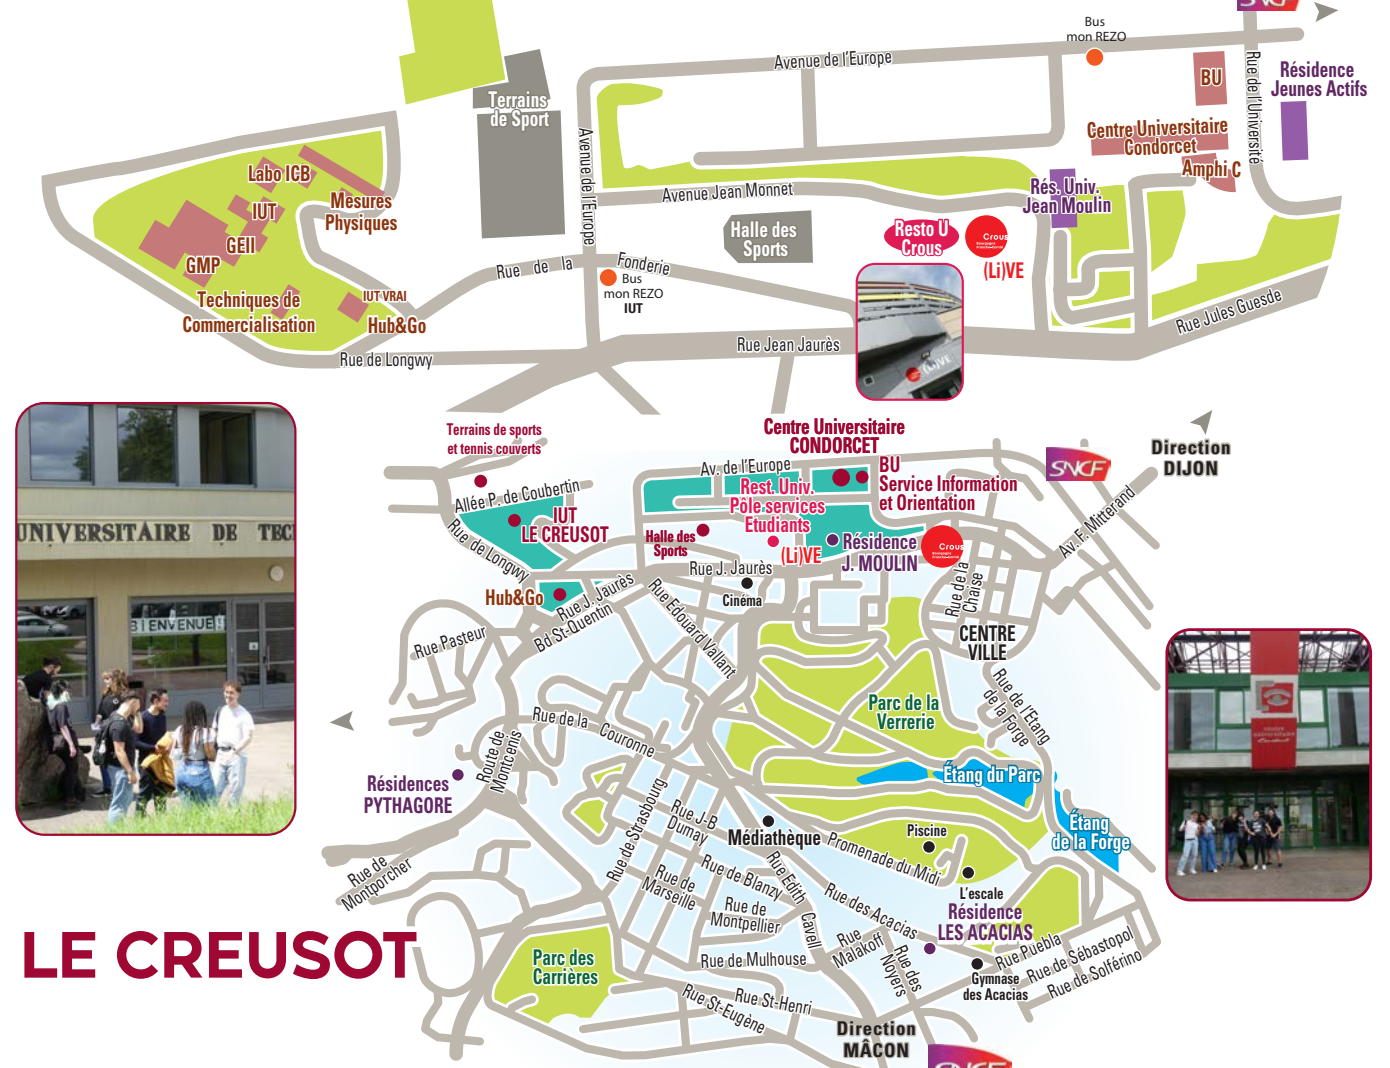 SNCF
Bus
mon REZO
Avenue de l'Europe
BU
Rue de l'Université
Résidence
Jeunes Actifs
Terrains
de Sport
Centre Universitaire
Condorcet
Amphi C
Avenue de l'Europe
Labo ICB
Mesures
Physiques
IUT
GEII
GMP
Avenue Jean Monnet
Rés. Univ.
Jean Moulin
Halle des
Sports
Resto U
Crous
Crous
(Li)VE
Rue de la Fonderie
Bus
mon REZO
IUT
Techniques de
Commercialisation
IUT VRAI
Hub&Go
Rue Jules Guesde
Rue Jean Jaurès
Rue de Longwy
(Li)VE
Terrains de sports
et tennis couverts
Centre Universitaire
CONDORCET
Direction
DIJON
SNCF
Av. de l'Europe
BU
Service Information
et Orientation
Allée P. de Coubertin
Rest. Univ.
Pôle services
Etudiants
IUT
LE CREUSOT
Rue de Longwy
Halle des
Sports
(Li)VE
Résidence
J. MOULIN
Crous
Av. F. Mitterand
Rue J. Jaurès
Cinéma
Hub&Go
Rue J. Jaurès
Bd St-Quentin
Rue Edouard Vallant
Rue de la
Chaise
CENTRE
VILLE
Rue Pasteur
UNIVERSITAIRE DE TEC
BIENVENUE!!
Parc de la
Verrerie
Rue de l'Etang
de la Forge
Rue de la Couronne
Route de
Montcenis
Étang du Parc
Résidences
PYTHAGORE
Rue de Strasbourg
Rue J-B
Dumay
Médiathèque
Piscine
Étang
de la Forge
Promenade du Midi
Rue de
Montporcher
Rue de
Marseille
Rue de Blanzy
Rue Edith Cavell
L'escale
Rue des Acacias
Rue de
Montpellier
Résidence
LES ACACIAS
Rue
Malakoff
Rue des
Noyers
LE CREUSOT
Parc des
Carrières
Rue de Mulhouse
Gymnase
des Acacias
Rue Puebla
Rue de Sébastopol
Rue de Solférino
Rue St-Henri
Rue St-Eugène
Direction
MÂCON